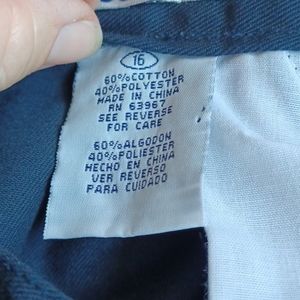 16
60%COTTON
40%POLYESTER
MADE IN CHINA
RN 63967
SEE REVERSE
FOR CARE
60%ALGODON
40%POLIESTER
HECHO EN CHINA
VER REVERSO
PARA CUIDADO